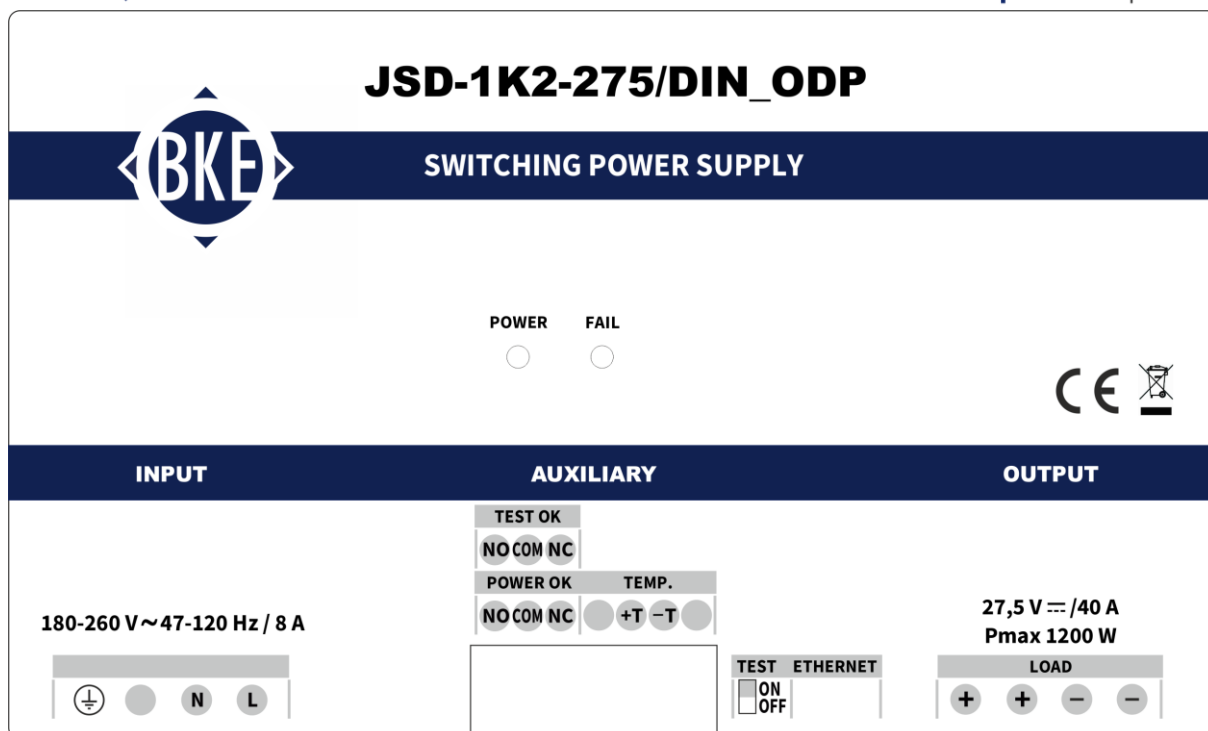 JSD-1K2-275/DIN_ODP
BKE
SWITCHING POWER SUPPLY
POWER FAIL
CE
INPUT AUXILIARY OUTPUT
TEST OK
NO COM NC
POWER OK TEMP.
NO COM NC +T −T
180-260 V~47-120 Hz / 8 A
27,5 V ⎓ /40 A
Pmax 1200 W
TEST ETHERNET
LOAD
ON
OFF
N L
+ + − −